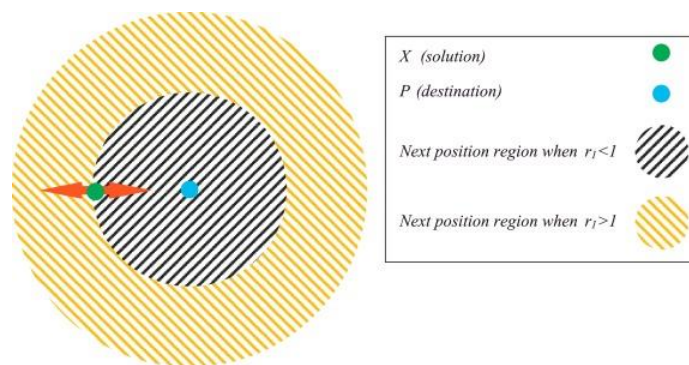 X (solution)
P (destination)
Next position region when r₁<1
Next position region when r₁>1